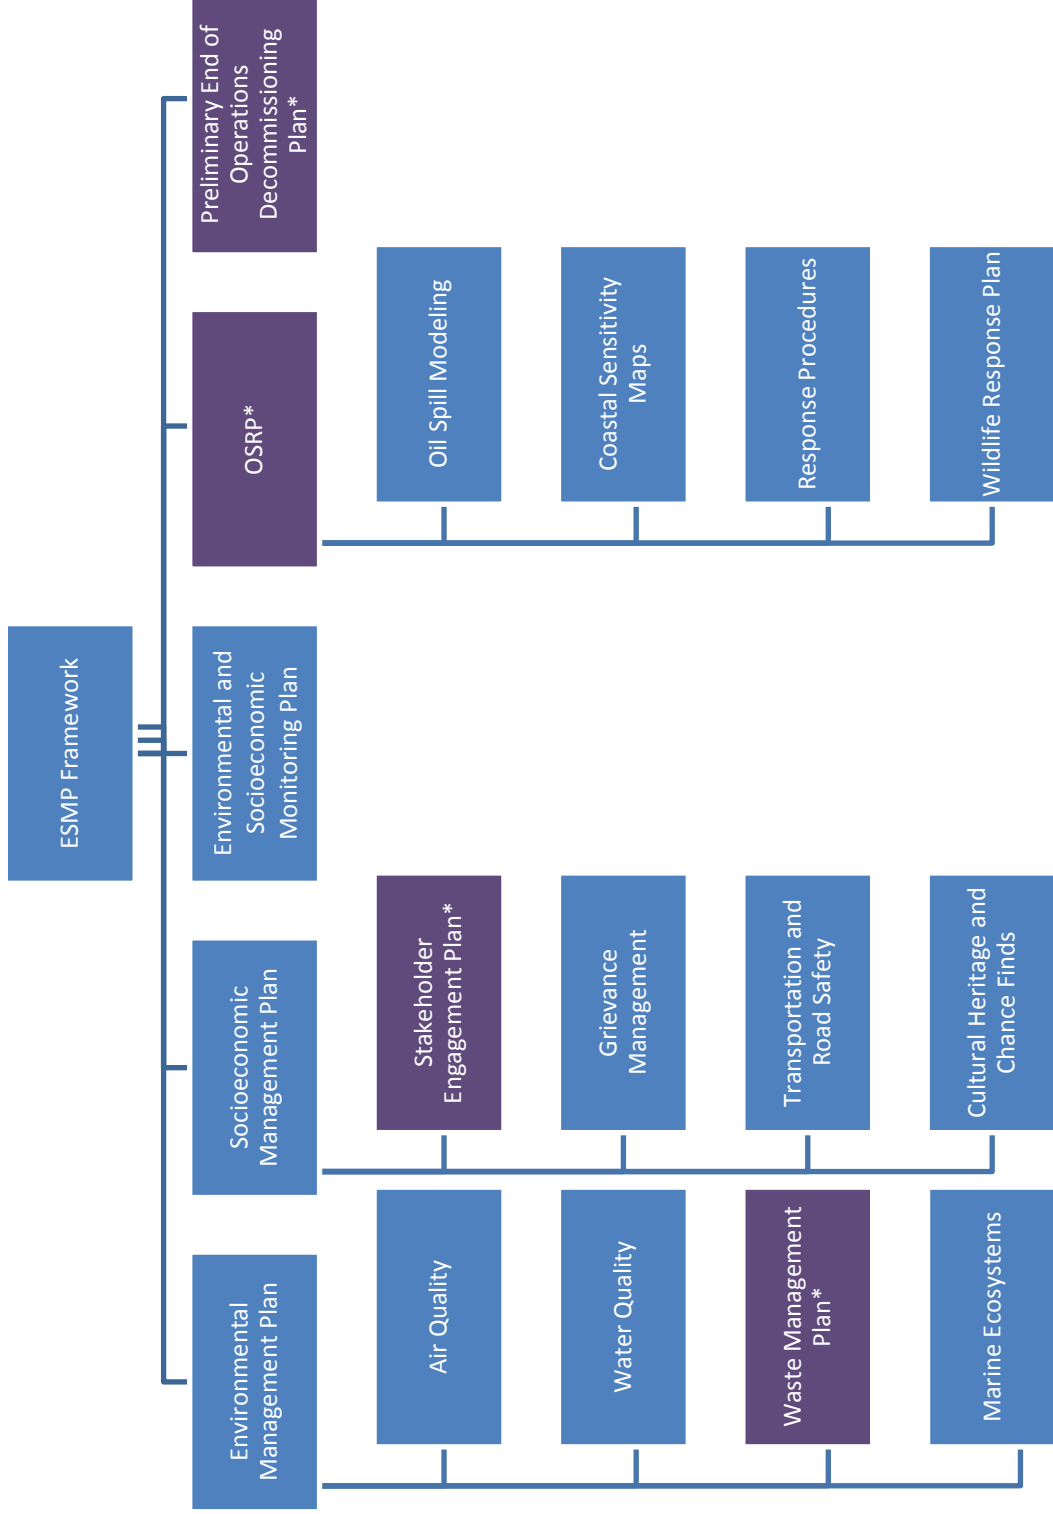 ESMP Framework
Environmental
Management Plan
Socioeconomic
Management Plan
Environmental and
Socioeconomic
Monitoring Plan
OSRP*
Preliminary End of
Operations
Decommissioning
Plan*
Air Quality
Water Quality
Waste Management
Plan*
Marine Ecosystems
Stakeholder
Engagement Plan*
Grievance
Management
Transportation and
Road Safety
Cultural Heritage and
Chance Finds
Oil Spill Modeling
Coastal Sensitivity
Maps
Response Procedures
Wildlife Response Plan